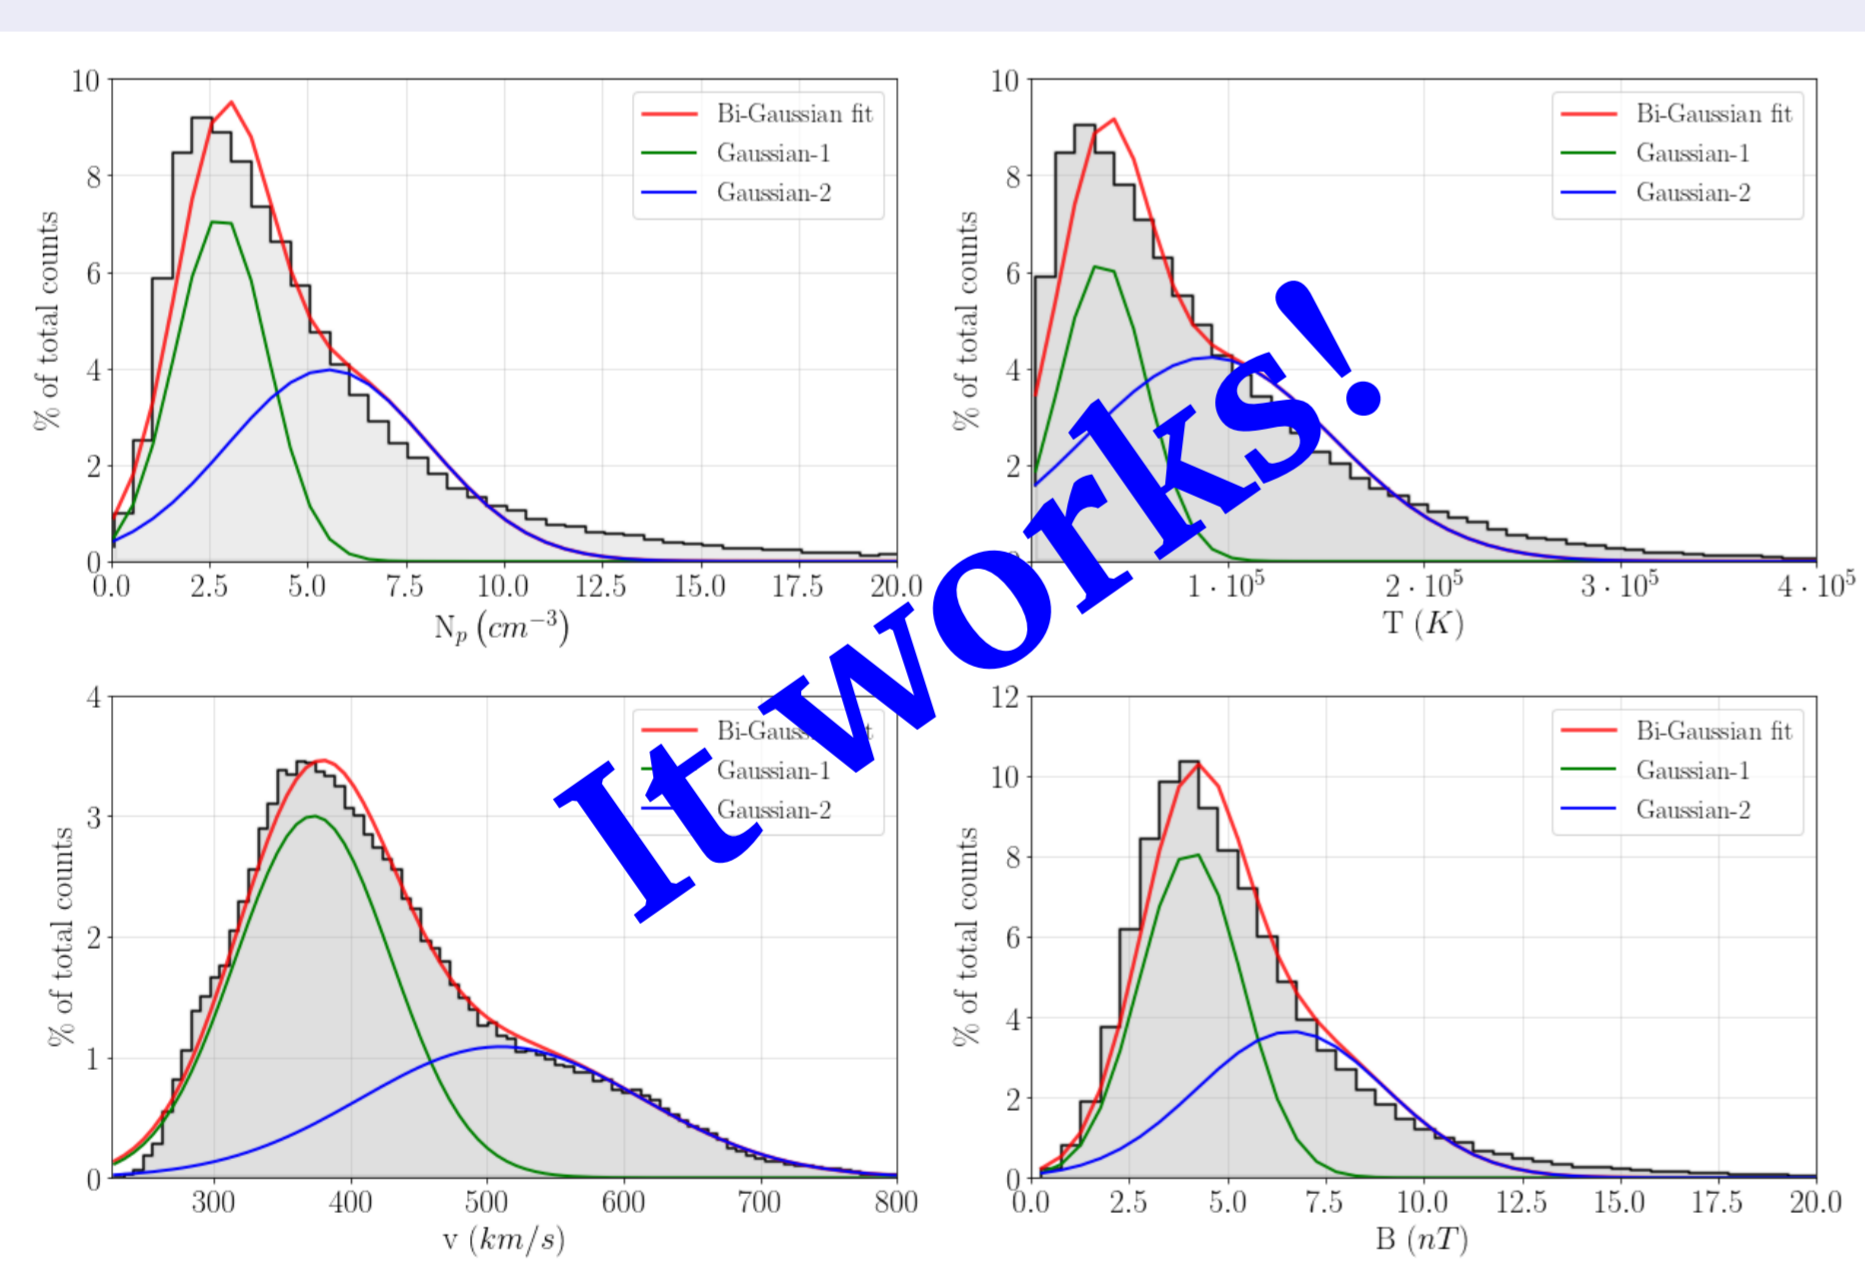 10
8
6
4
2
0
% of total counts
Bi-Gaussian fit
Gaussian-1
Gaussian-2
0.0 2.5 5.0 7.5 10.0 12.5 15.0 17.5 20.0
N_p (cm^{-3})
10
8
6
4
2
% of total counts
Bi-Gaussian fit
Gaussian-1
Gaussian-2
1 · 10^5 2 · 10^5 3 · 10^5 4 · 10^5
T (K)
It works!
4
3
2
1
0
% of total counts
Gaussian-1
Gaussian-2
300 400 500 600 700 800
v (km/s)
12
10
8
6
4
2
0
% of total counts
Bi-Gaussian fit
Gaussian-1
Gaussian-2
0.0 2.5 5.0 7.5 10.0 12.5 15.0 17.5 20.0
B (nT)